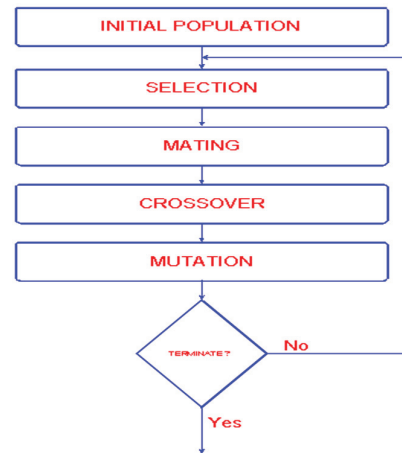 INITIAL POPULATION
SELECTION
MATING
CROSSOVER
MUTATION
TERMINATE?
No
Yes